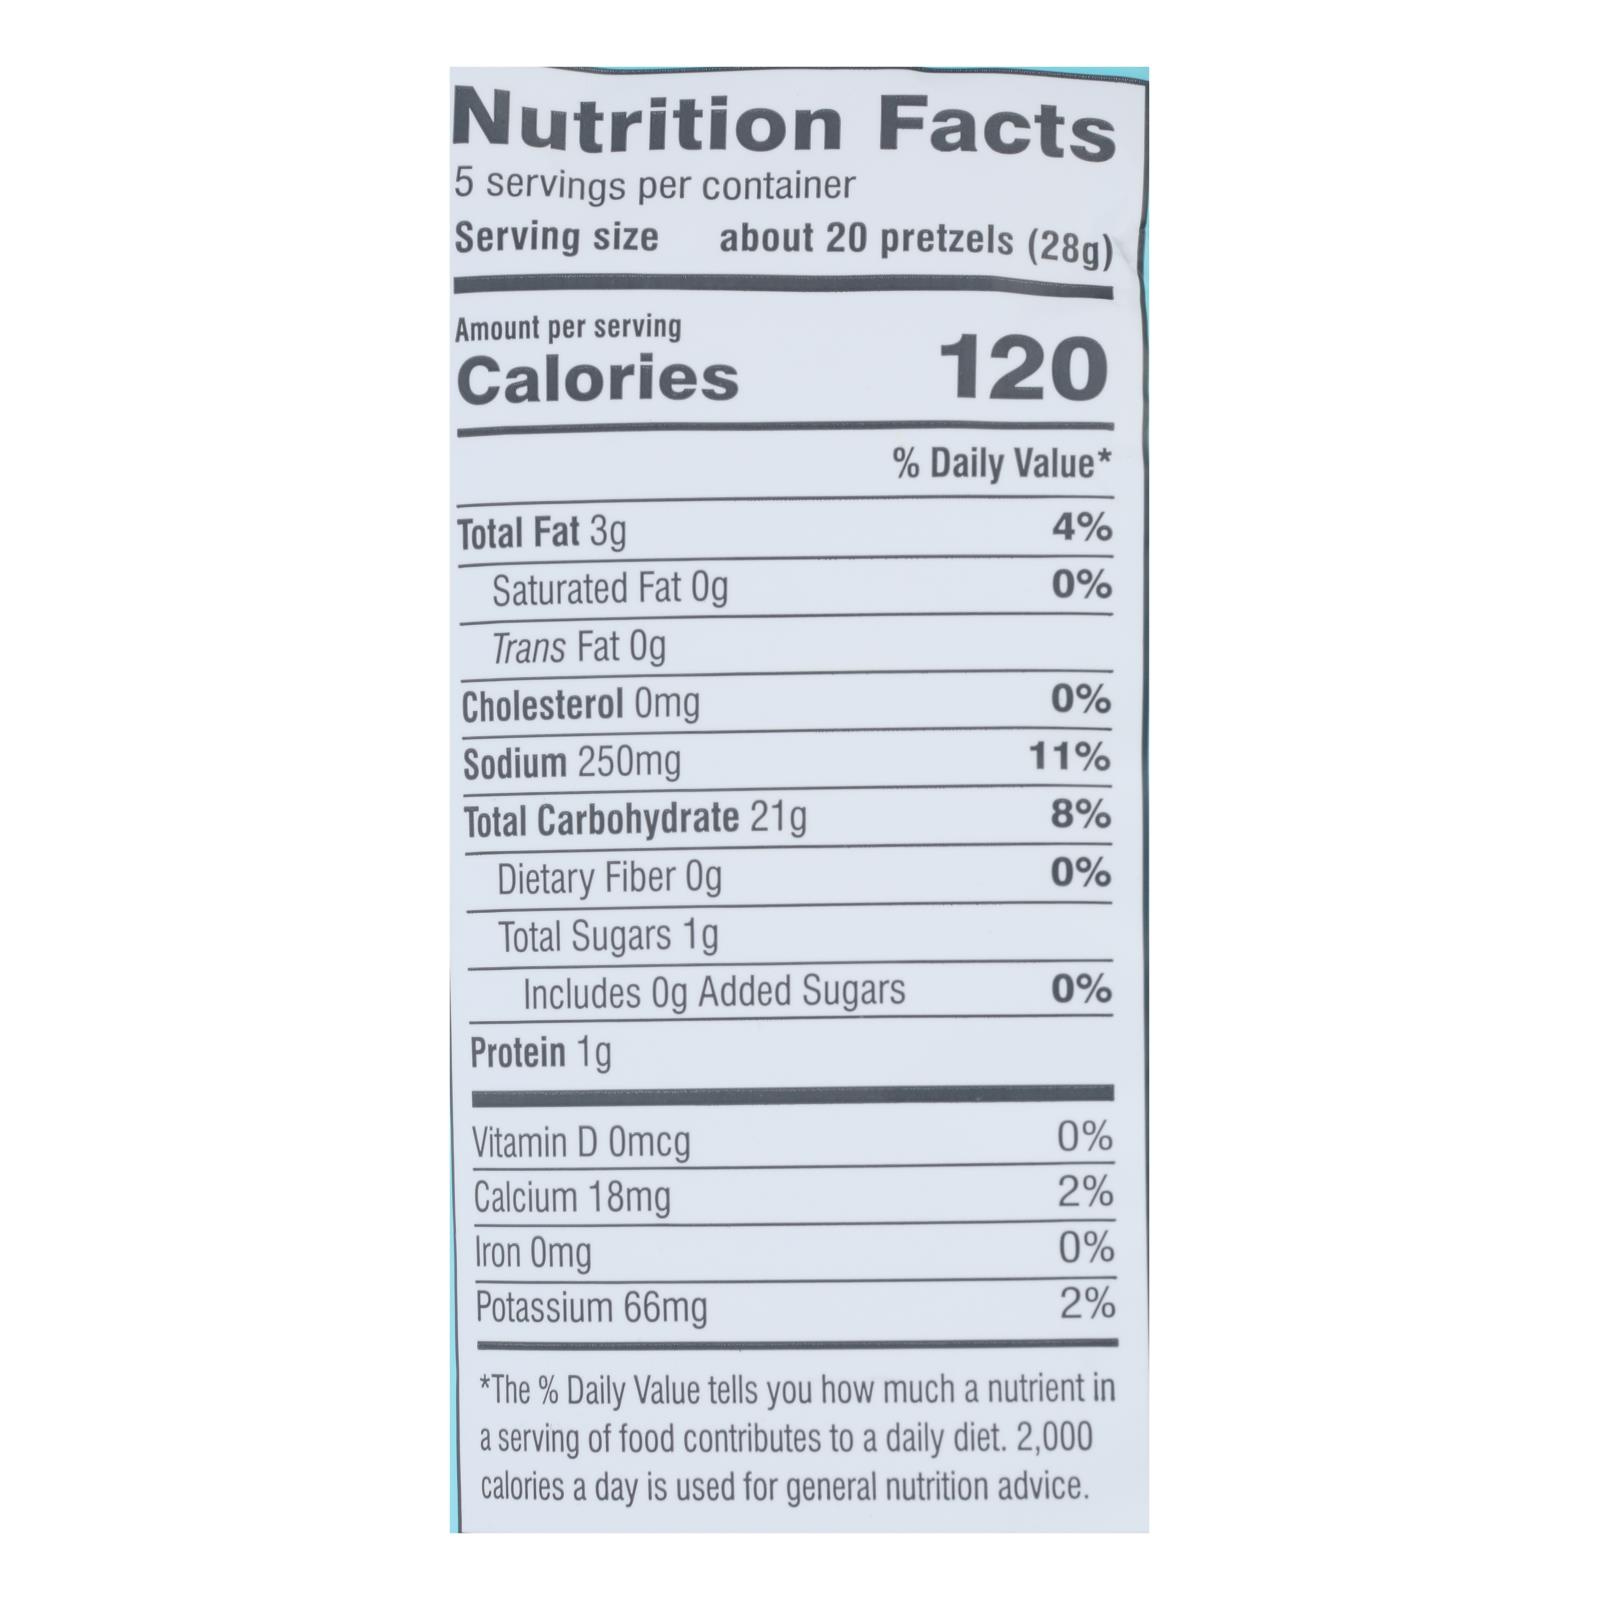 Nutrition Facts
5 servings per container
Serving size about 20 pretzels (28g)
Amount per serving
Calories 120
% Daily Value*
Total Fat 3g 4%
Saturated Fat 0g 0%
Trans Fat 0g
Cholesterol 0mg 0%
Sodium 250mg 11%
Total Carbohydrate 21g 8%
Dietary Fiber 0g 0%
Total Sugars 1g
Includes 0g Added Sugars 0%
Protein 1g
Vitamin D 0mcg 0%
Calcium 18mg 2%
Iron 0mg 0%
Potassium 66mg 2%
*The % Daily Value tells you how much a nutrient in
a serving of food contributes to a daily diet. 2,000
calories a day is used for general nutrition advice.